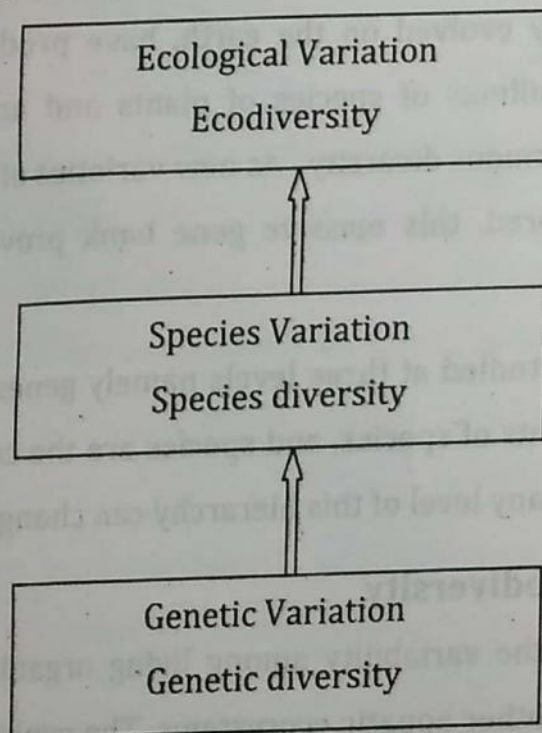 Ecological Variation
Ecodiversity
Species Variation
Species diversity
Genetic Variation
Genetic diversity